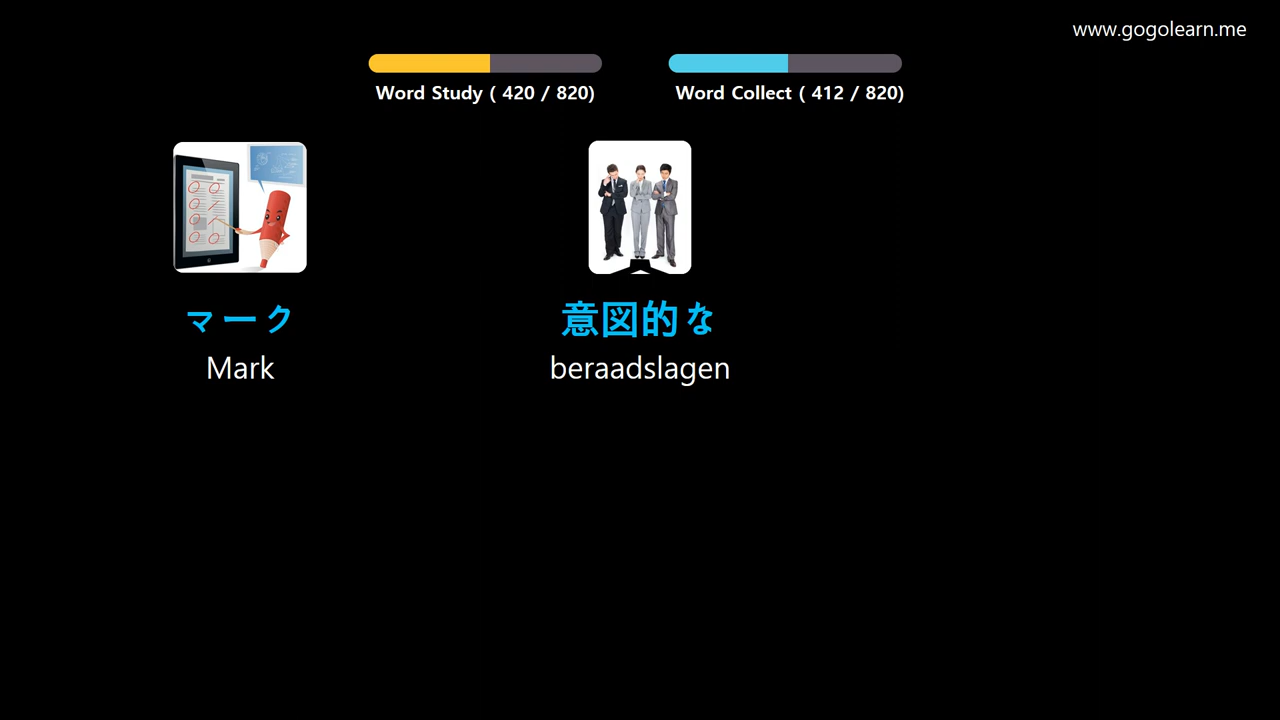 www.gogolearn.me
Word Study ( 420 / 820)
Word Collect ( 412 / 820)
マーク
意図的な
Mark
beraadslagen